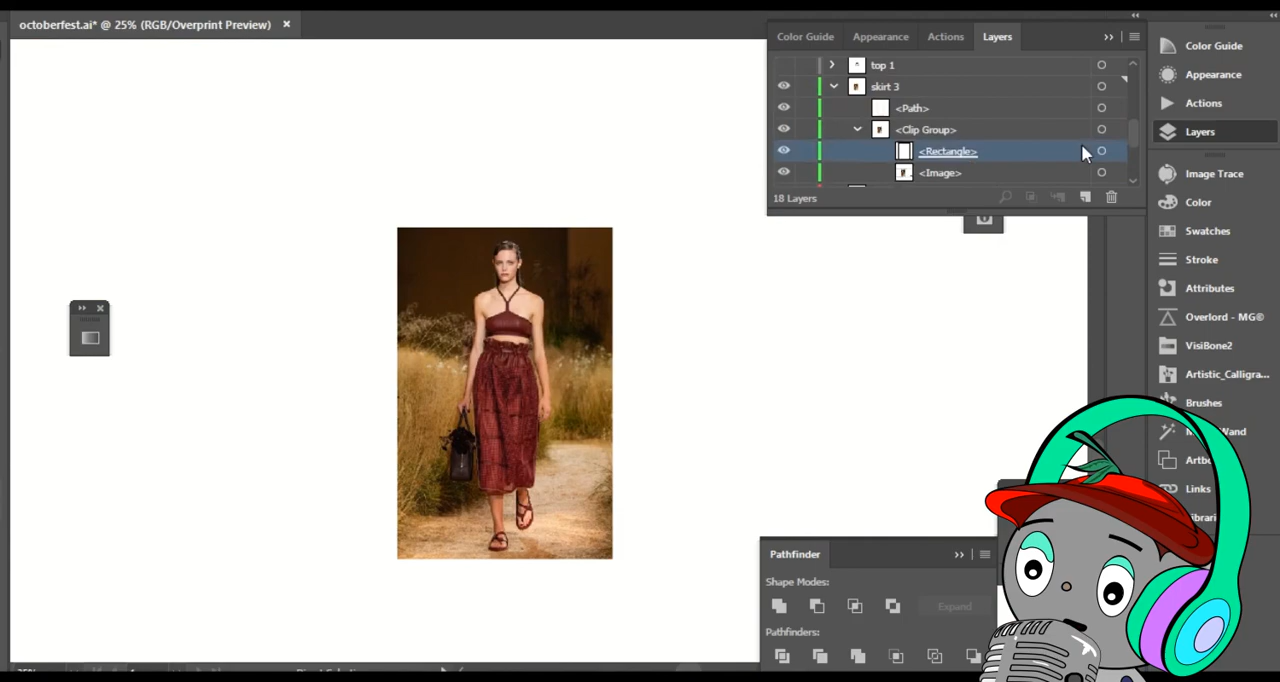 octoberfest.ai* @ 25% (RGB/Overprint Preview) ×
Color Guide Appearance Actions Layers
top 1
skirt 3
<Path>
<Clip Group>
<Rectangle>
<Image>
18 Layers
Color Guide
Appearance
Actions
Layers
Image Trace
Color
Swatches
Stroke
Attributes
Overlord - MG®
VisiBone2
Artistic_Calligra...
Brushes
Wand
Artb
Links
Pathfinder
Shape Modes:
Expand
Pathfinders: